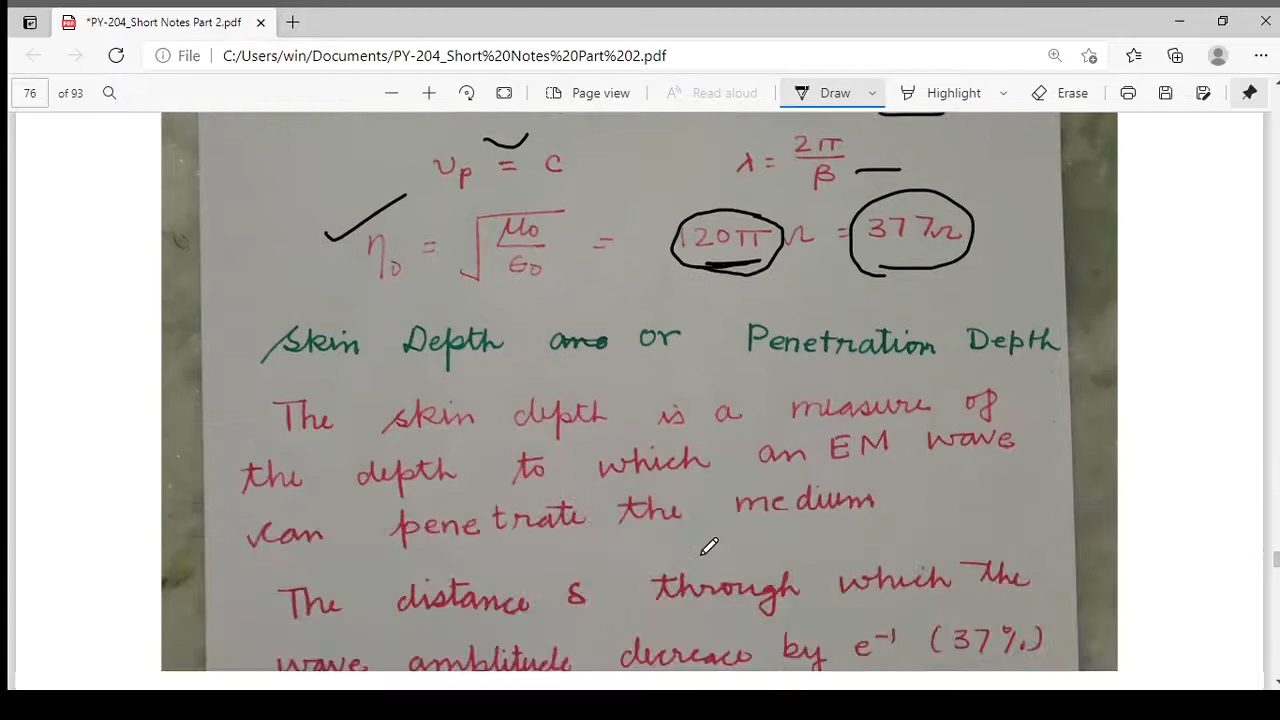 *PY-204_Short Notes Part 2.pdf
File C:/Users/win/Documents/PY-204_Short%20Notes%20Part%202.pdf
76 of 93 Page view Read aloud Draw Highlight Erase
υp = c λ = 2π/β
η0 = √(μ0/ϵ0) = 120π Ω = 377Ω
Skin Depth or Penetration Depth
The skin depth is a measure of
the depth to which an EM wave
can penetrate the medium
The distance δ through which the
wave amplitude decreace by e⁻¹ (37%)